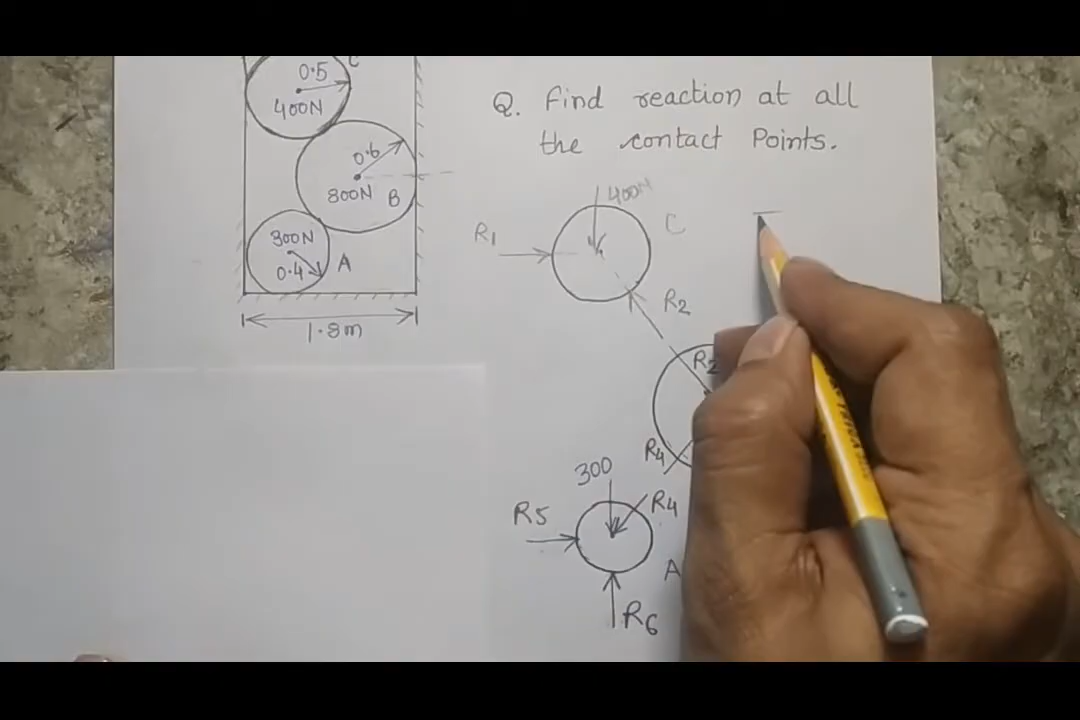 C
0.5
400N
0.6
800N B
300N
0.4 A
1.8m
Q. Find reaction at all
the contact Points.
400N
R1
C
R2
R2
R4
300
R4
R5
A
R6